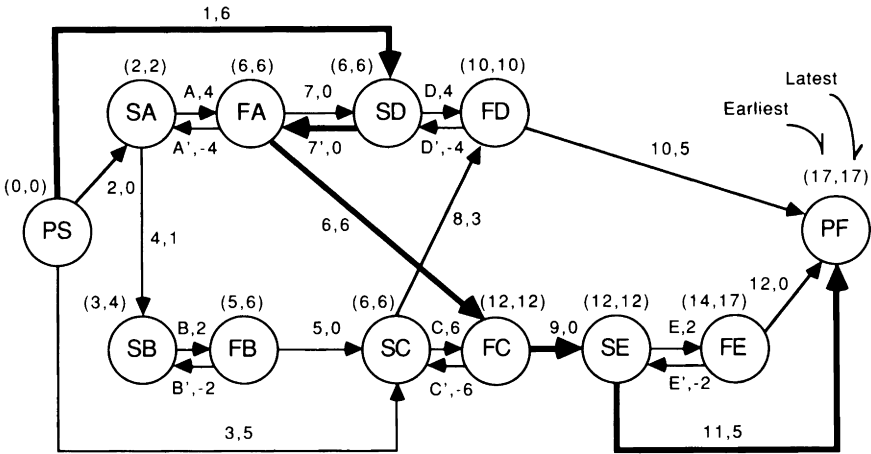 1,6
(2,2) (6,6) (6,6) (10,10)
Latest
Earliest
A,4 7,0 D,4
SA FA SD FD
A',-4 7',0 D',-4
10,5
(17,17)
(0,0)
2,0
PS
PF
4,1
6,6
8,3
12,0
(3,4) (5,6) (6,6) (12,12) (12,12) (14,17)
B,2 5,0 C,6 9,0 E,2
SB FB SC FC SE FE
B',-2 C',-6 E',-2
3,5
11,5